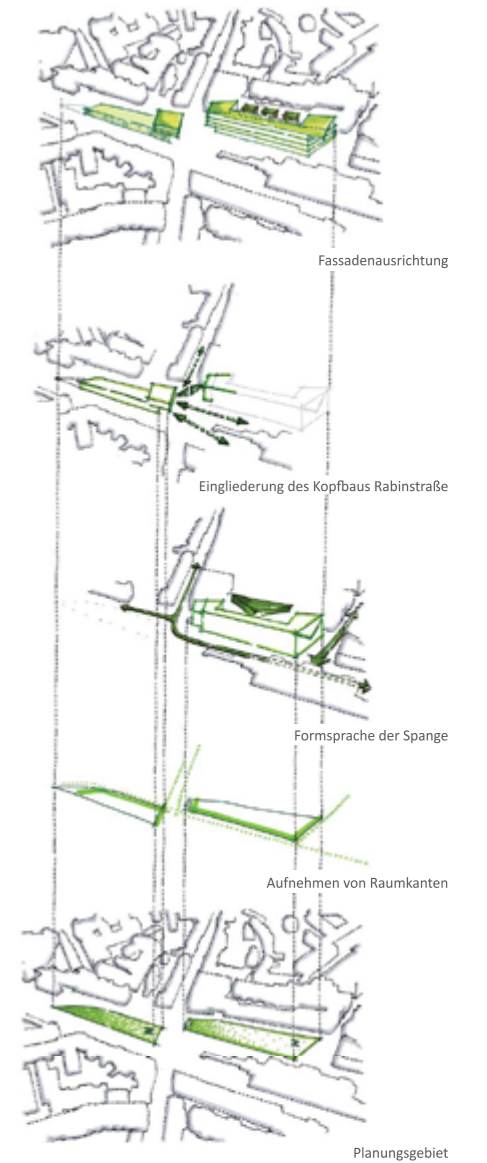 Fassadenausrichtung
Eingliederung des Kopfbaus Rabinstraße
Formsprache der Spange
Aufnehmen von Raumkanten
Planungsgebiet